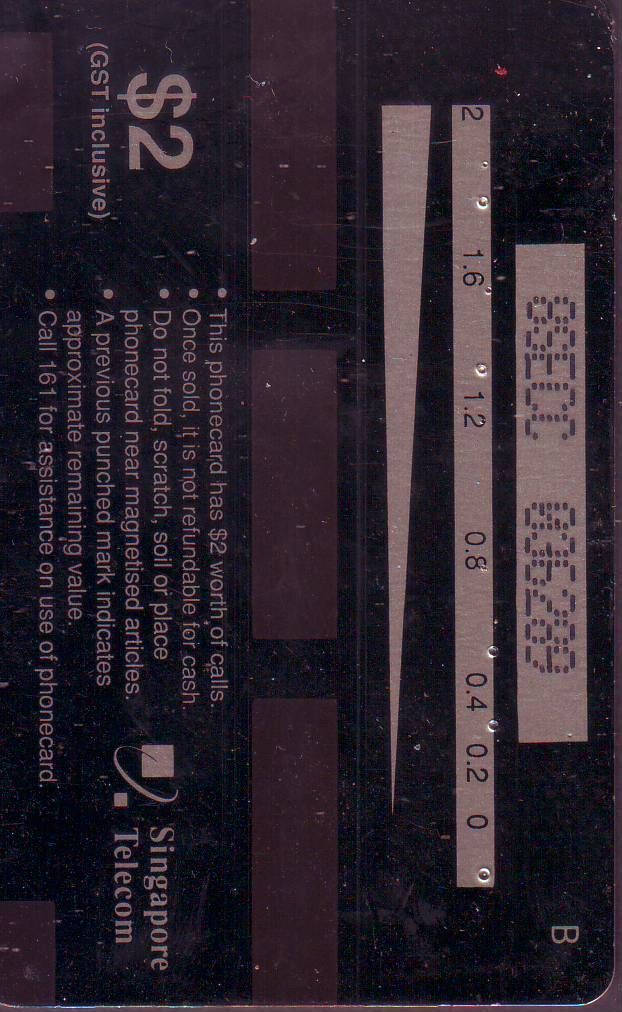 B
2 1.6 1.2 0.8 0.4 0.2 0
$2
(GST inclusive)
• This phonecard has $2 worth of calls.
• Once sold, it is not refundable for cash.
• Do not fold, scratch, soil or place
phonecard near magnetised articles.
• A previous punched mark indicates
approximate remaining value.
• Call 161 for assistance on use of phonecard.
Singapore
Telecom